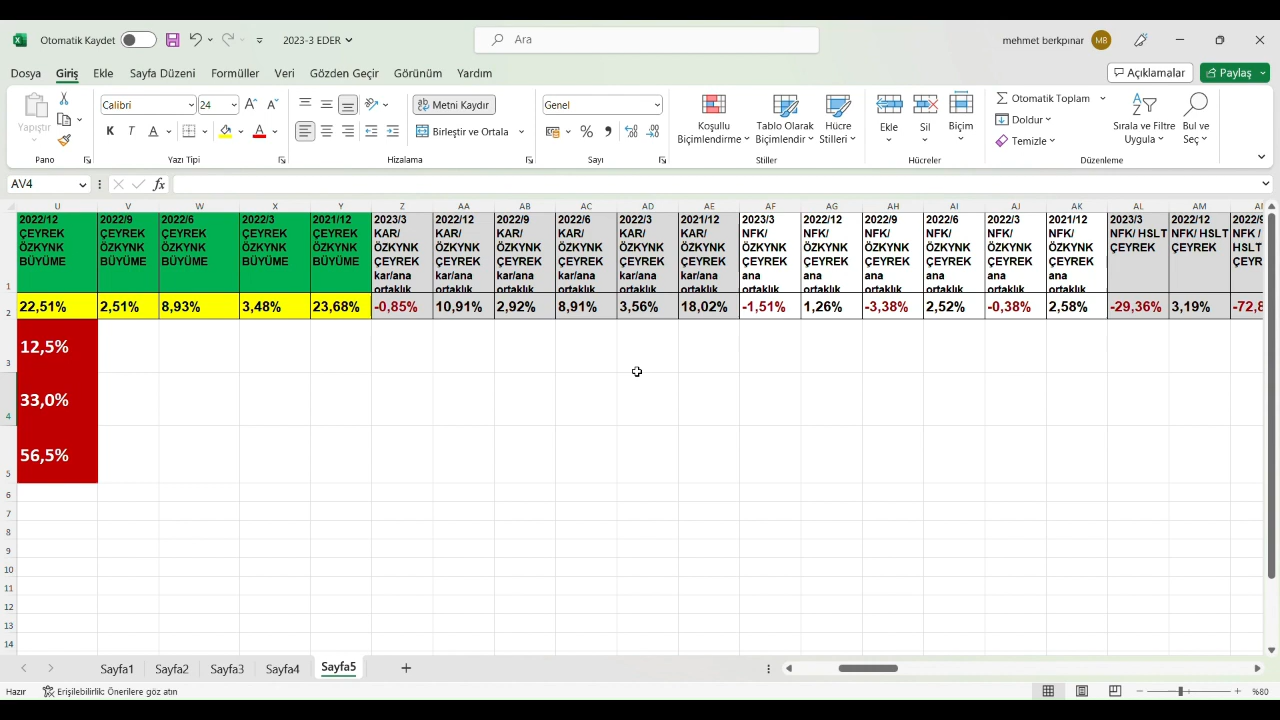 Otomatik Kaydet 2023-3 EDER Ara mehmet berkpınar MB
Dosya Giriş Ekle Sayfa Düzeni Formüller Veri Gözden Geçir Görünüm Yardım Açıklamalar Paylaş
Yapıştır Calibri 24 Metni Kaydır Genel Koşullu Biçimlendirme Tablo Olarak Biçimlendir Hücre Stilleri Ekle Sil Biçim Otomatik Toplam Doldur Temizle Sırala ve Filtre Uygula Bul ve Seç
K T A Birleştir ve Ortala
Pano Yazı Tipi Hizalama Sayı Stiller Hücreler Düzenleme
AV4 fx
U V W X Y Z AA AB AC AD AE AF AG AH AI AJ AK AL AM
2022/12 2022/9 2022/6 2022/3 2021/12 2023/3 2022/12 2022/9 2022/6 2022/3 2021/12 2023/3 2022/12 2022/9 2022/6 2022/3 2021/12 2023/3 2022/12
ÇEYREK ÇEYREK ÇEYREK ÇEYREK ÇEYREK KAR/ KAR/ KAR/ KAR/ KAR/ KAR/ NFK/ NFK/ NFK/ NFK/ NFK/ NFK/ NFK/ HSLT NFK/ HSLT NFK /
ÖZKYNK ÖZKYNK ÖZKYNK ÖZKYNK ÖZKYNK ÖZKYNK ÖZKYNK ÖZKYNK ÖZKYNK ÖZKYNK ÖZKYNK ÖZKYNK ÖZKYNK ÖZKYNK ÖZKYNK ÖZKYNK ÖZKYNK ÇEYREK ÇEYREK HSLT
BÜYÜME BÜYÜME BÜYÜME BÜYÜME BÜYÜME ÇEYREK ÇEYREK ÇEYREK ÇEYREK ÇEYREK ÇEYREK ÇEYREK ÇEYREK ÇEYREK ÇEYREK ÇEYREK ÇEYREK
kar/ana kar/ana kar/ana kar/ana kar/ana kar/ana ana ana ana ana ana ana
1 ortaklık ortaklık ortaklık ortaklık ortaklık ortaklık ortaklık ortaklık ortaklık ortaklık ortaklık ortaklık
2 22,51% 2,51% 8,93% 3,48% 23,68% -0,85% 10,91% 2,92% 8,91% 3,56% 18,02% -1,51% 1,26% -3,38% 2,52% -0,38% 2,58% -29,36% 3,19%
3 12,5%
4 33,0%
5 56,5%
6
7
8
9
10
11
12
13
14
Sayfa1 Sayfa2 Sayfa3 Sayfa4 Sayfa5
Hazır Erişilebilirlik: Önerilere göz atın %80